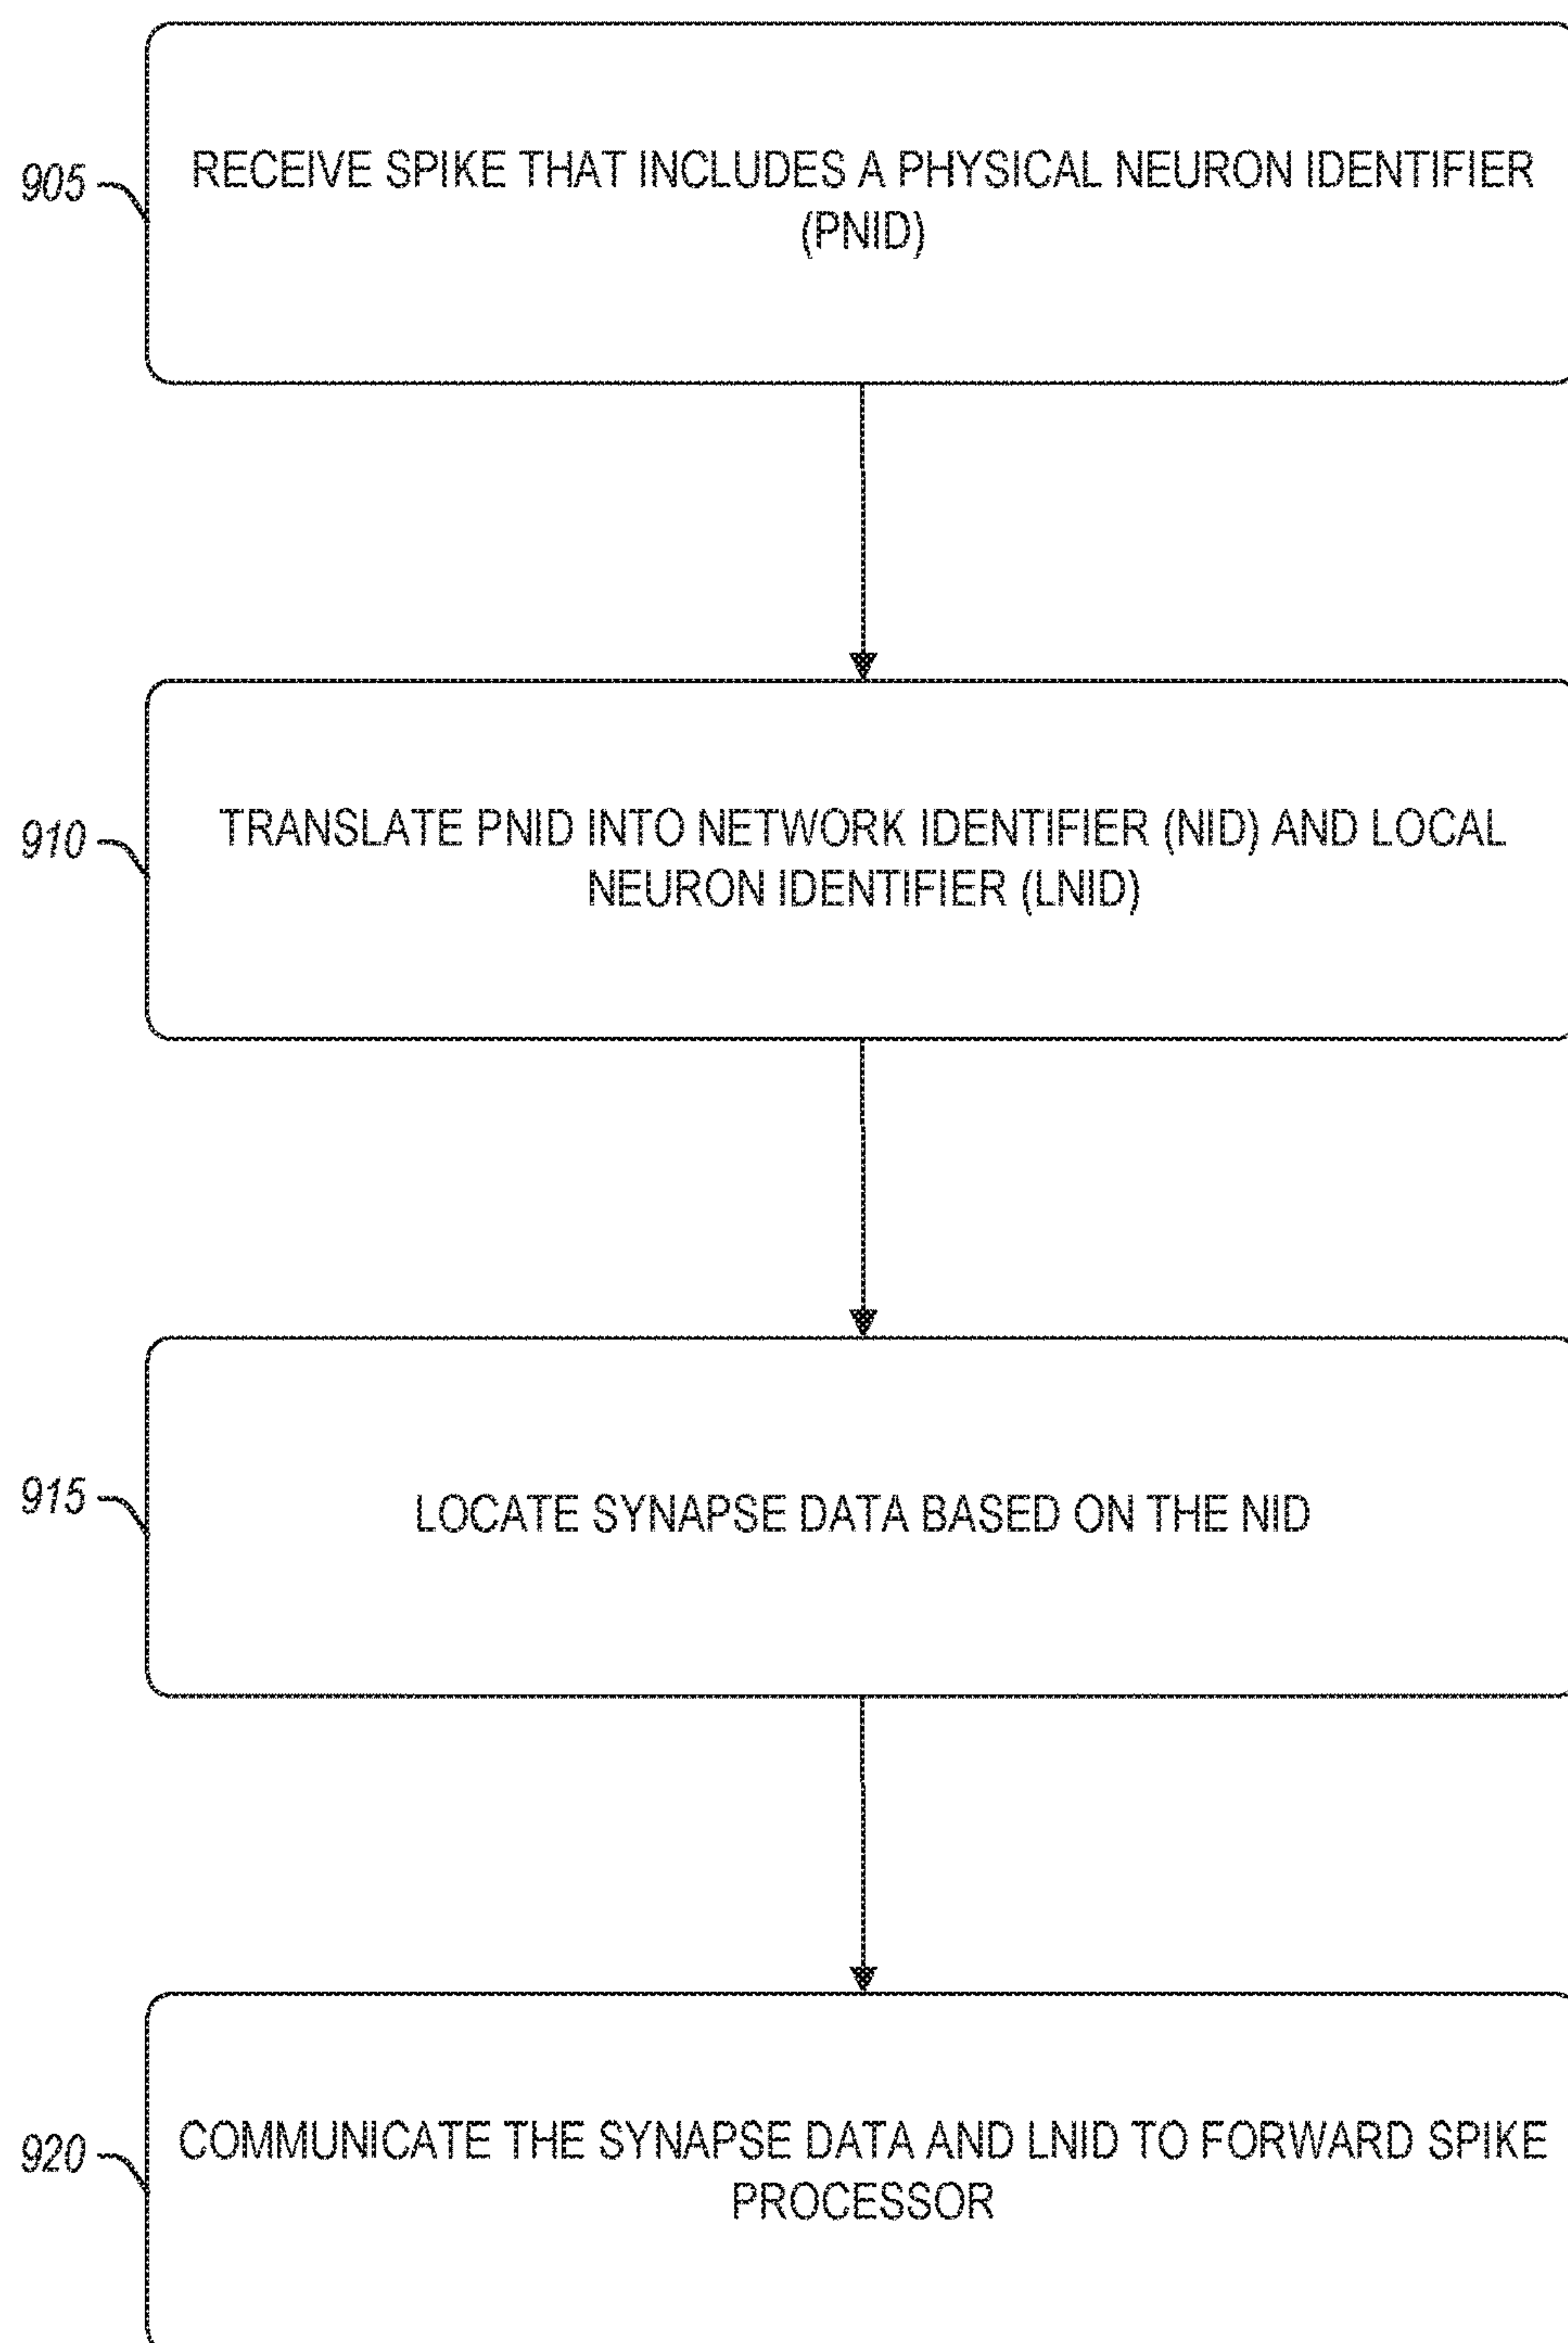 905
RECEIVE SPIKE THAT INCLUDES A PHYSICAL NEURON IDENTIFIER
(PNID)
910
TRANSLATE PNID INTO NETWORK IDENTIFIER (NID) AND LOCAL
NEURON IDENTIFIER (LNID)
915
LOCATE SYNAPSE DATA BASED ON THE NID
920
COMMUNICATE THE SYNAPSE DATA AND LNID TO FORWARD SPIKE
PROCESSOR